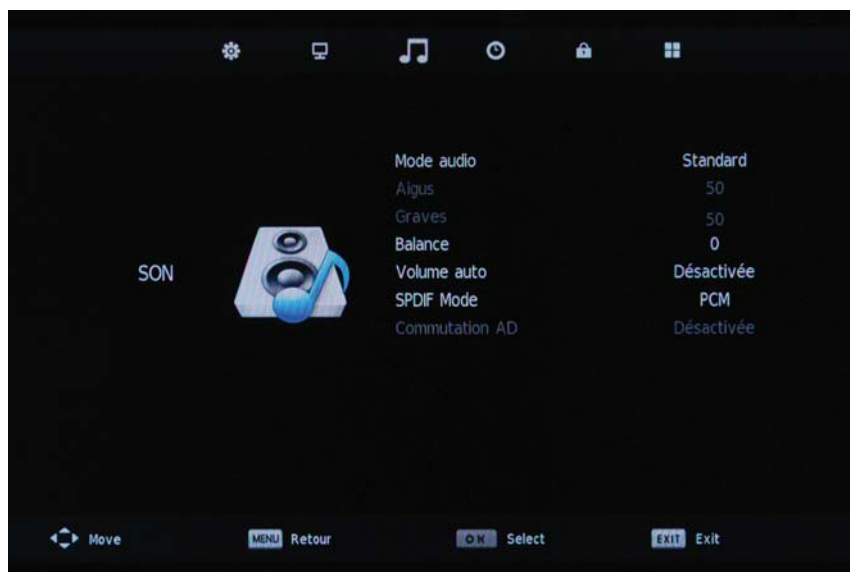 Mode audio Standard
Aigus 50
Graves 50
Balance 0
SON
Volume auto Désactivée
SPDIF Mode PCM
Commutation AD Désactivée
Move MENU Retour OK Select EXIT Exit